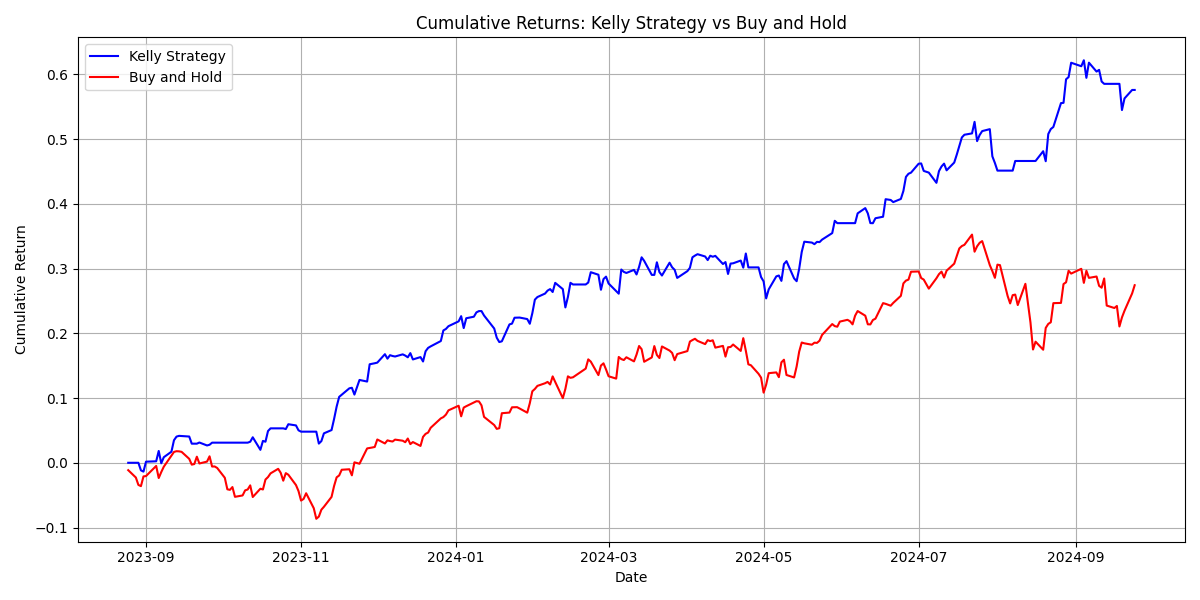 Cumulative Returns: Kelly Strategy vs Buy and Hold
Kelly Strategy
Buy and Hold
Cumulative Return
0.6
0.5
0.4
0.3
0.2
0.1
0.0
−0.1
2023-09 2023-11 2024-01 2024-03 2024-05 2024-07 2024-09
Date